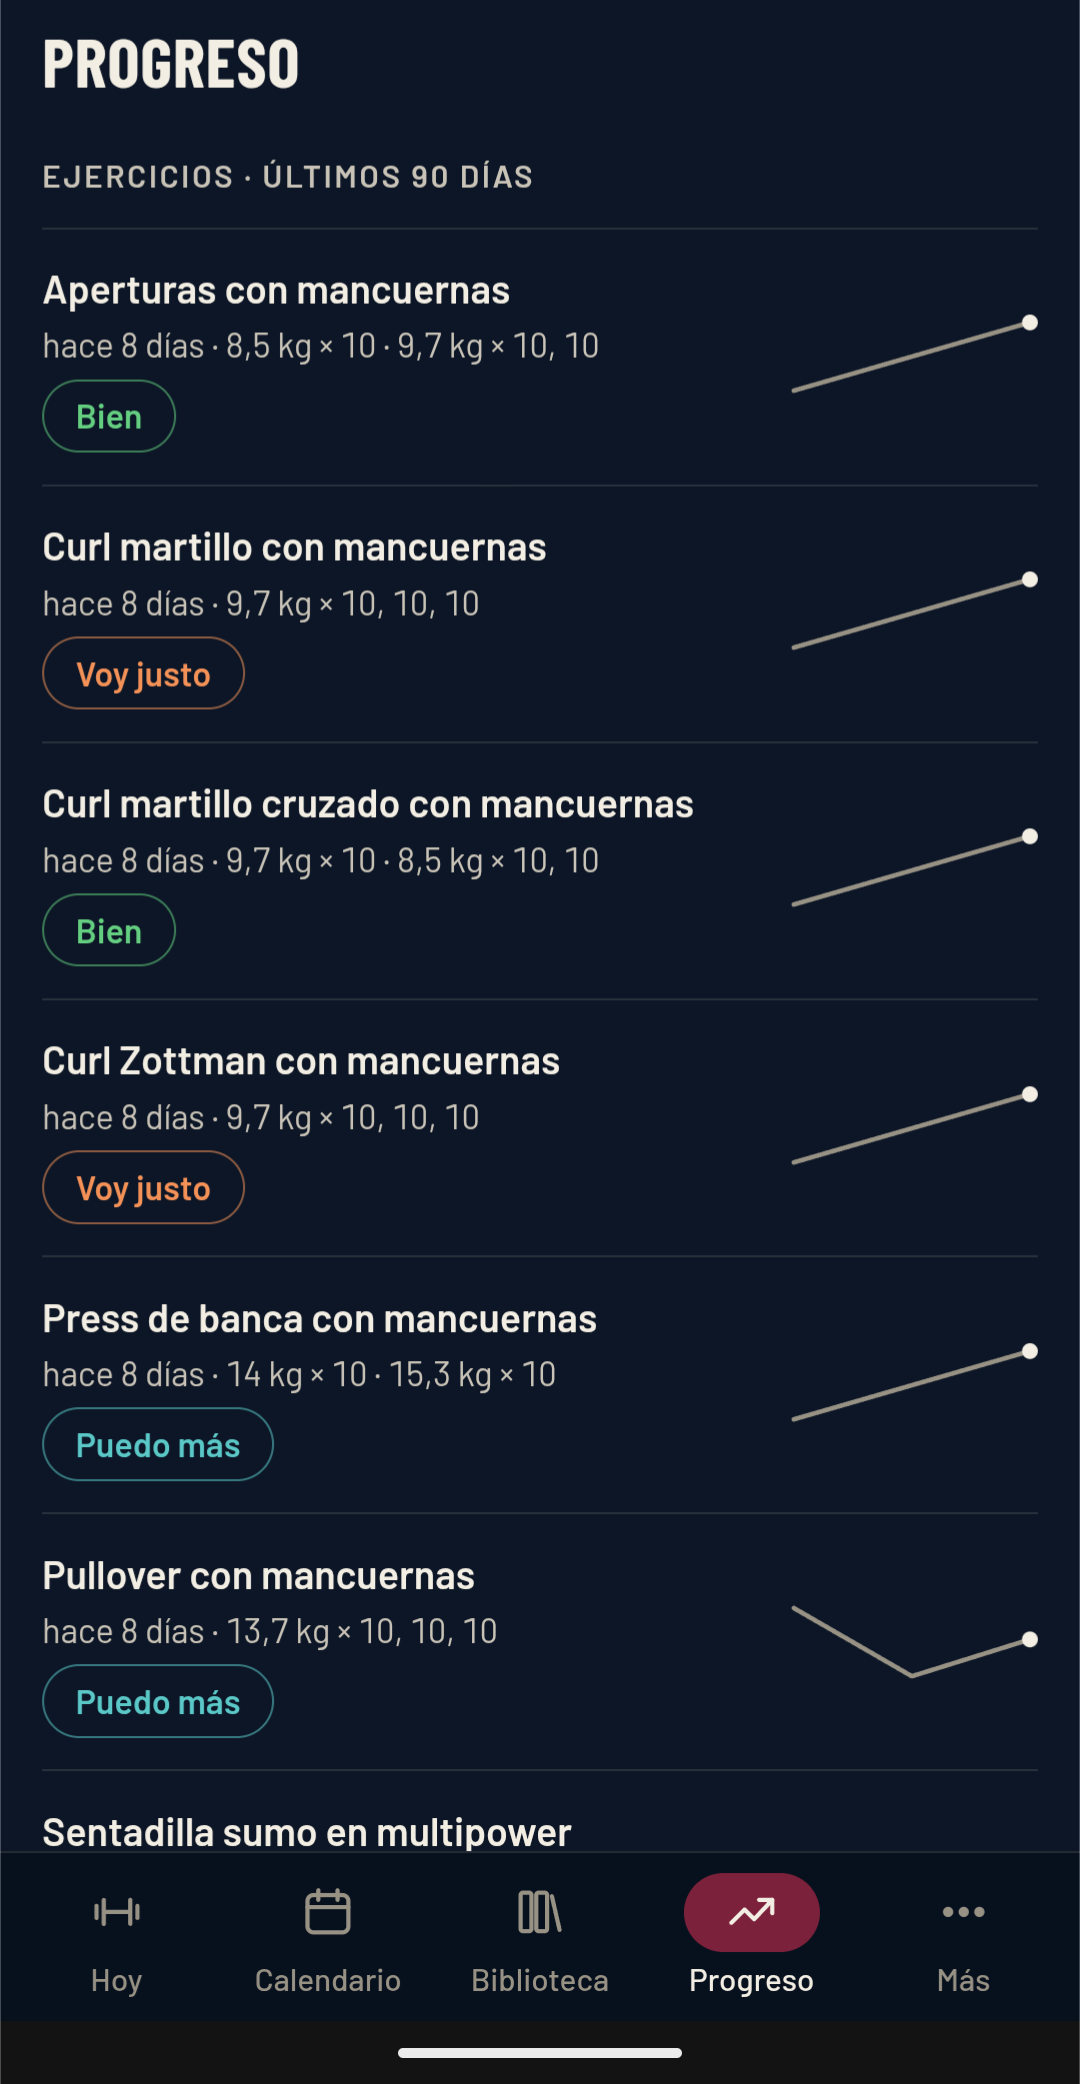 PROGRESO
EJERCICIOS · ÚLTIMOS 90 DÍAS
Aperturas con mancuernas
hace 8 días · 8,5 kg × 10 · 9,7 kg × 10, 10
Bien
Curl martillo con mancuernas
hace 8 días · 9,7 kg × 10, 10, 10
Voy justo
Curl martillo cruzado con mancuernas
hace 8 días · 9,7 kg × 10 · 8,5 kg × 10, 10
Bien
Curl Zottman con mancuernas
hace 8 días · 9,7 kg × 10, 10, 10
Voy justo
Press de banca con mancuernas
hace 8 días · 14 kg × 10 · 15,3 kg × 10
Puedo más
Pullover con mancuernas
hace 8 días · 13,7 kg × 10, 10, 10
Puedo más
Sentadilla sumo en multipower
Hoy
Calendario
Biblioteca
Progreso
Más